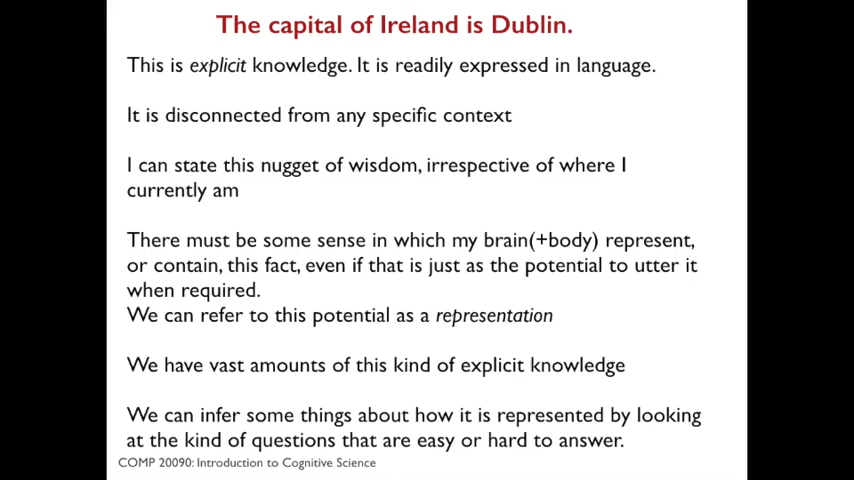 The capital of Ireland is Dublin.
This is explicit knowledge. It is readily expressed in language.
It is disconnected from any specific context
I can state this nugget of wisdom, irrespective of where I
currently am
There must be some sense in which my brain(+body) represent,
or contain, this fact, even if that is just as the potential to utter it
when required.
We can refer to this potential as a representation
We have vast amounts of this kind of explicit knowledge
We can infer some things about how it is represented by looking
at the kind of questions that are easy or hard to answer.
COMP 20090: Introduction to Cognitive Science